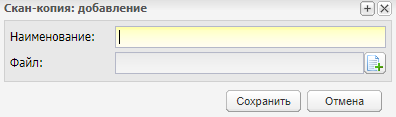 Скан-копия: добавление
Наименование:
Файл:
Сохранить Отмена